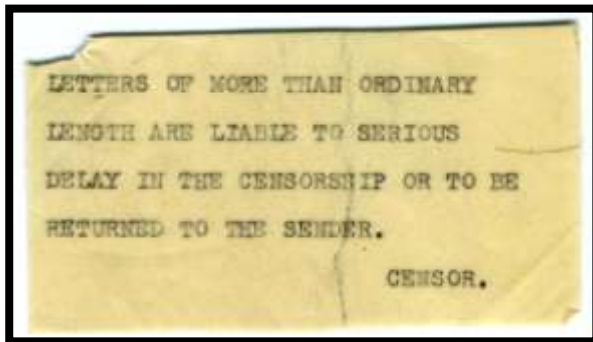 LETTERS OF MORE THAN ORDINARY
LENGTH ARE LIABLE TO SERIOUS
DELAY IN THE CENSORSHIP OR TO BE
RETURNED TO THE SENDER.
CENSOR.